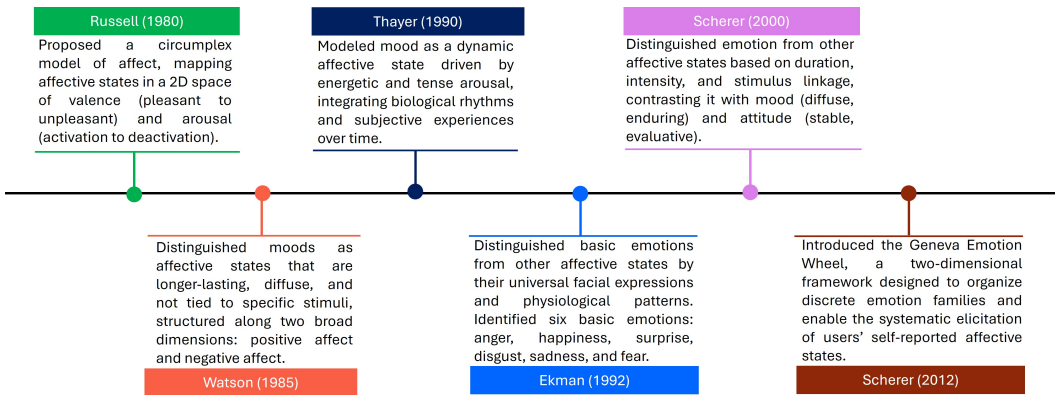 Russell (1980)
Proposed a circumplex
model of affect, mapping
affective states in a 2D space
of valence (pleasant to
unpleasant) and arousal
(activation to deactivation).
Thayer (1990)
Modeled mood as a dynamic
affective state driven by
energetic and tense arousal,
integrating biological rhythms
and subjective experiences
over time.
Scherer (2000)
Distinguished emotion from other
affective states based on duration,
intensity, and stimulus linkage,
contrasting it with mood (diffuse,
enduring) and attitude (stable,
evaluative).
Distinguished moods as
affective states that are
longer-lasting, diffuse, and
not tied to specific stimuli,
structured along two broad
dimensions: positive affect
and negative affect.
Watson (1985)
Distinguished basic emotions
from other affective states by
their universal facial expressions
and physiological patterns.
Identified six basic emotions:
anger, happiness, surprise,
disgust, sadness, and fear.
Ekman (1992)
Introduced the Geneva Emotion
Wheel, a two-dimensional
framework designed to organize
discrete emotion families and
enable the systematic elicitation
of users’ self-reported affective
states.
Scherer (2012)